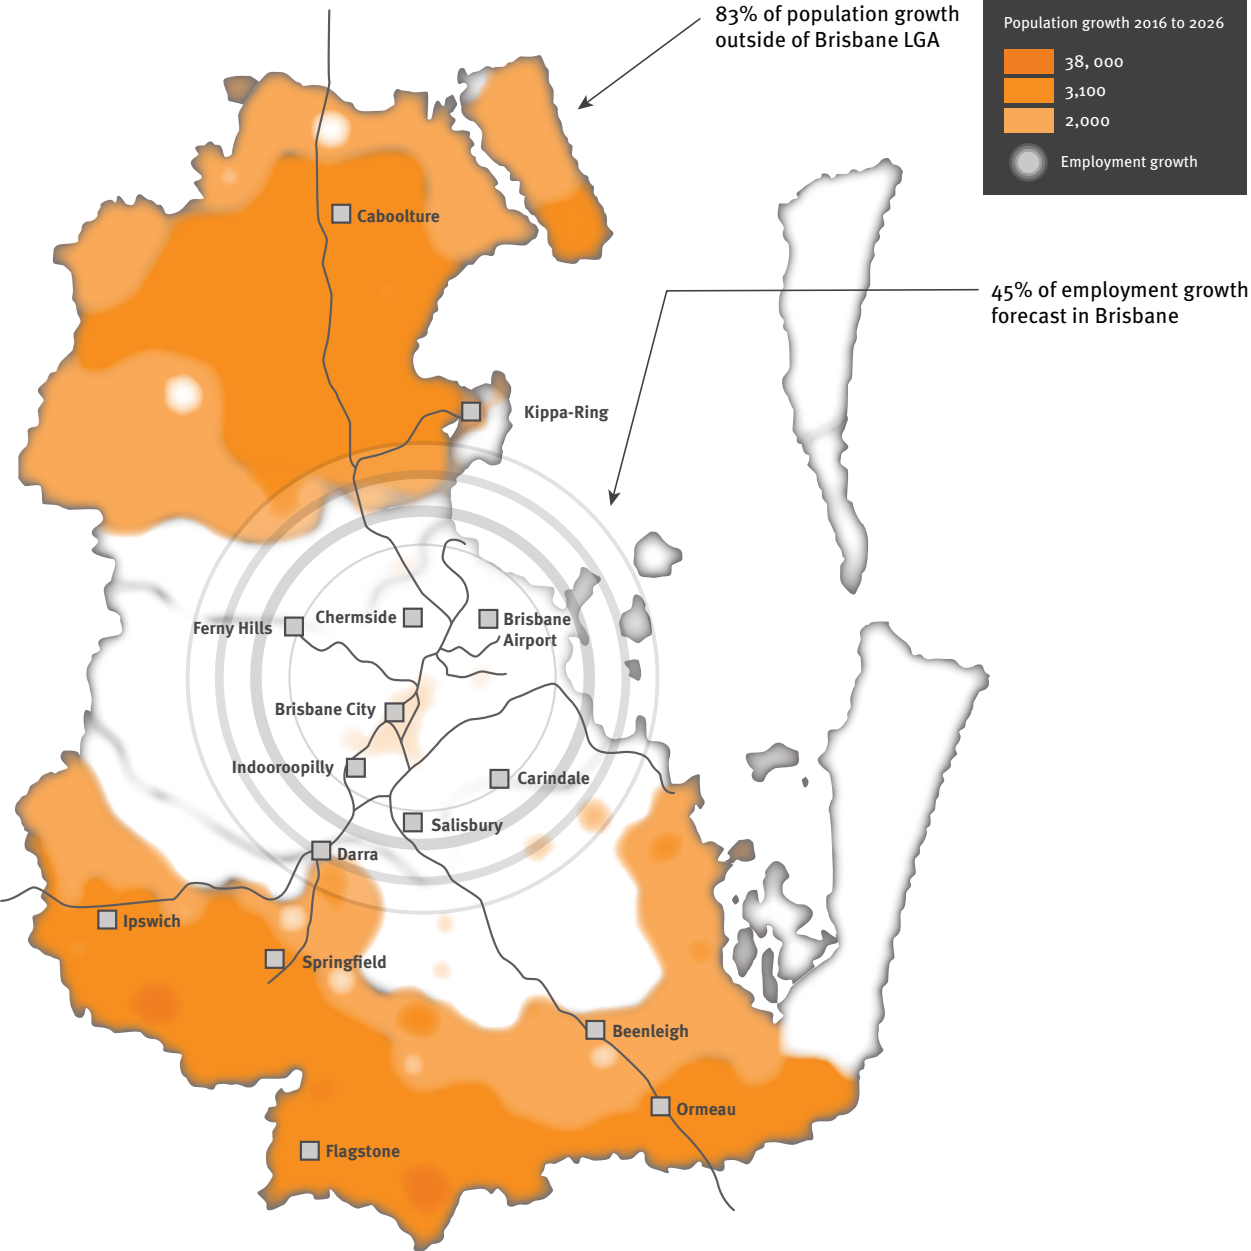 83% of population growth
outside of Brisbane LGA
Population growth 2016 to 2026
38, 000
3,100
2,000
Employment growth
Caboolture
45% of employment growth
forecast in Brisbane
Kippa-Ring
Chermside
Ferny Hills
Brisbane
Airport
Brisbane City
Indooroopilly
Carindale
Salisbury
Darra
Ipswich
Springfield
Beenleigh
Ormeau
Flagstone